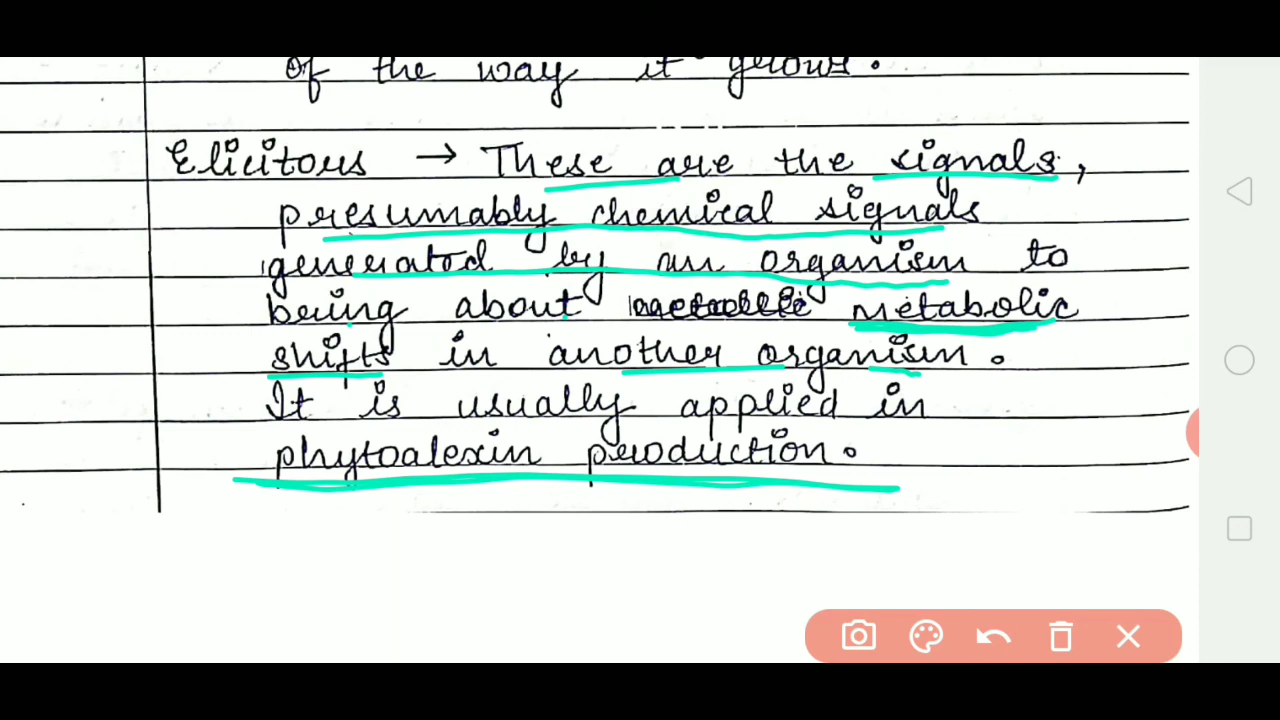 of the way it grows.
Elicitors → These are the signals,
presumably chemical signals
generated by an organism to
bring about metabolic
shifts in another organism.
It is usually applied in
phytoalexin production.